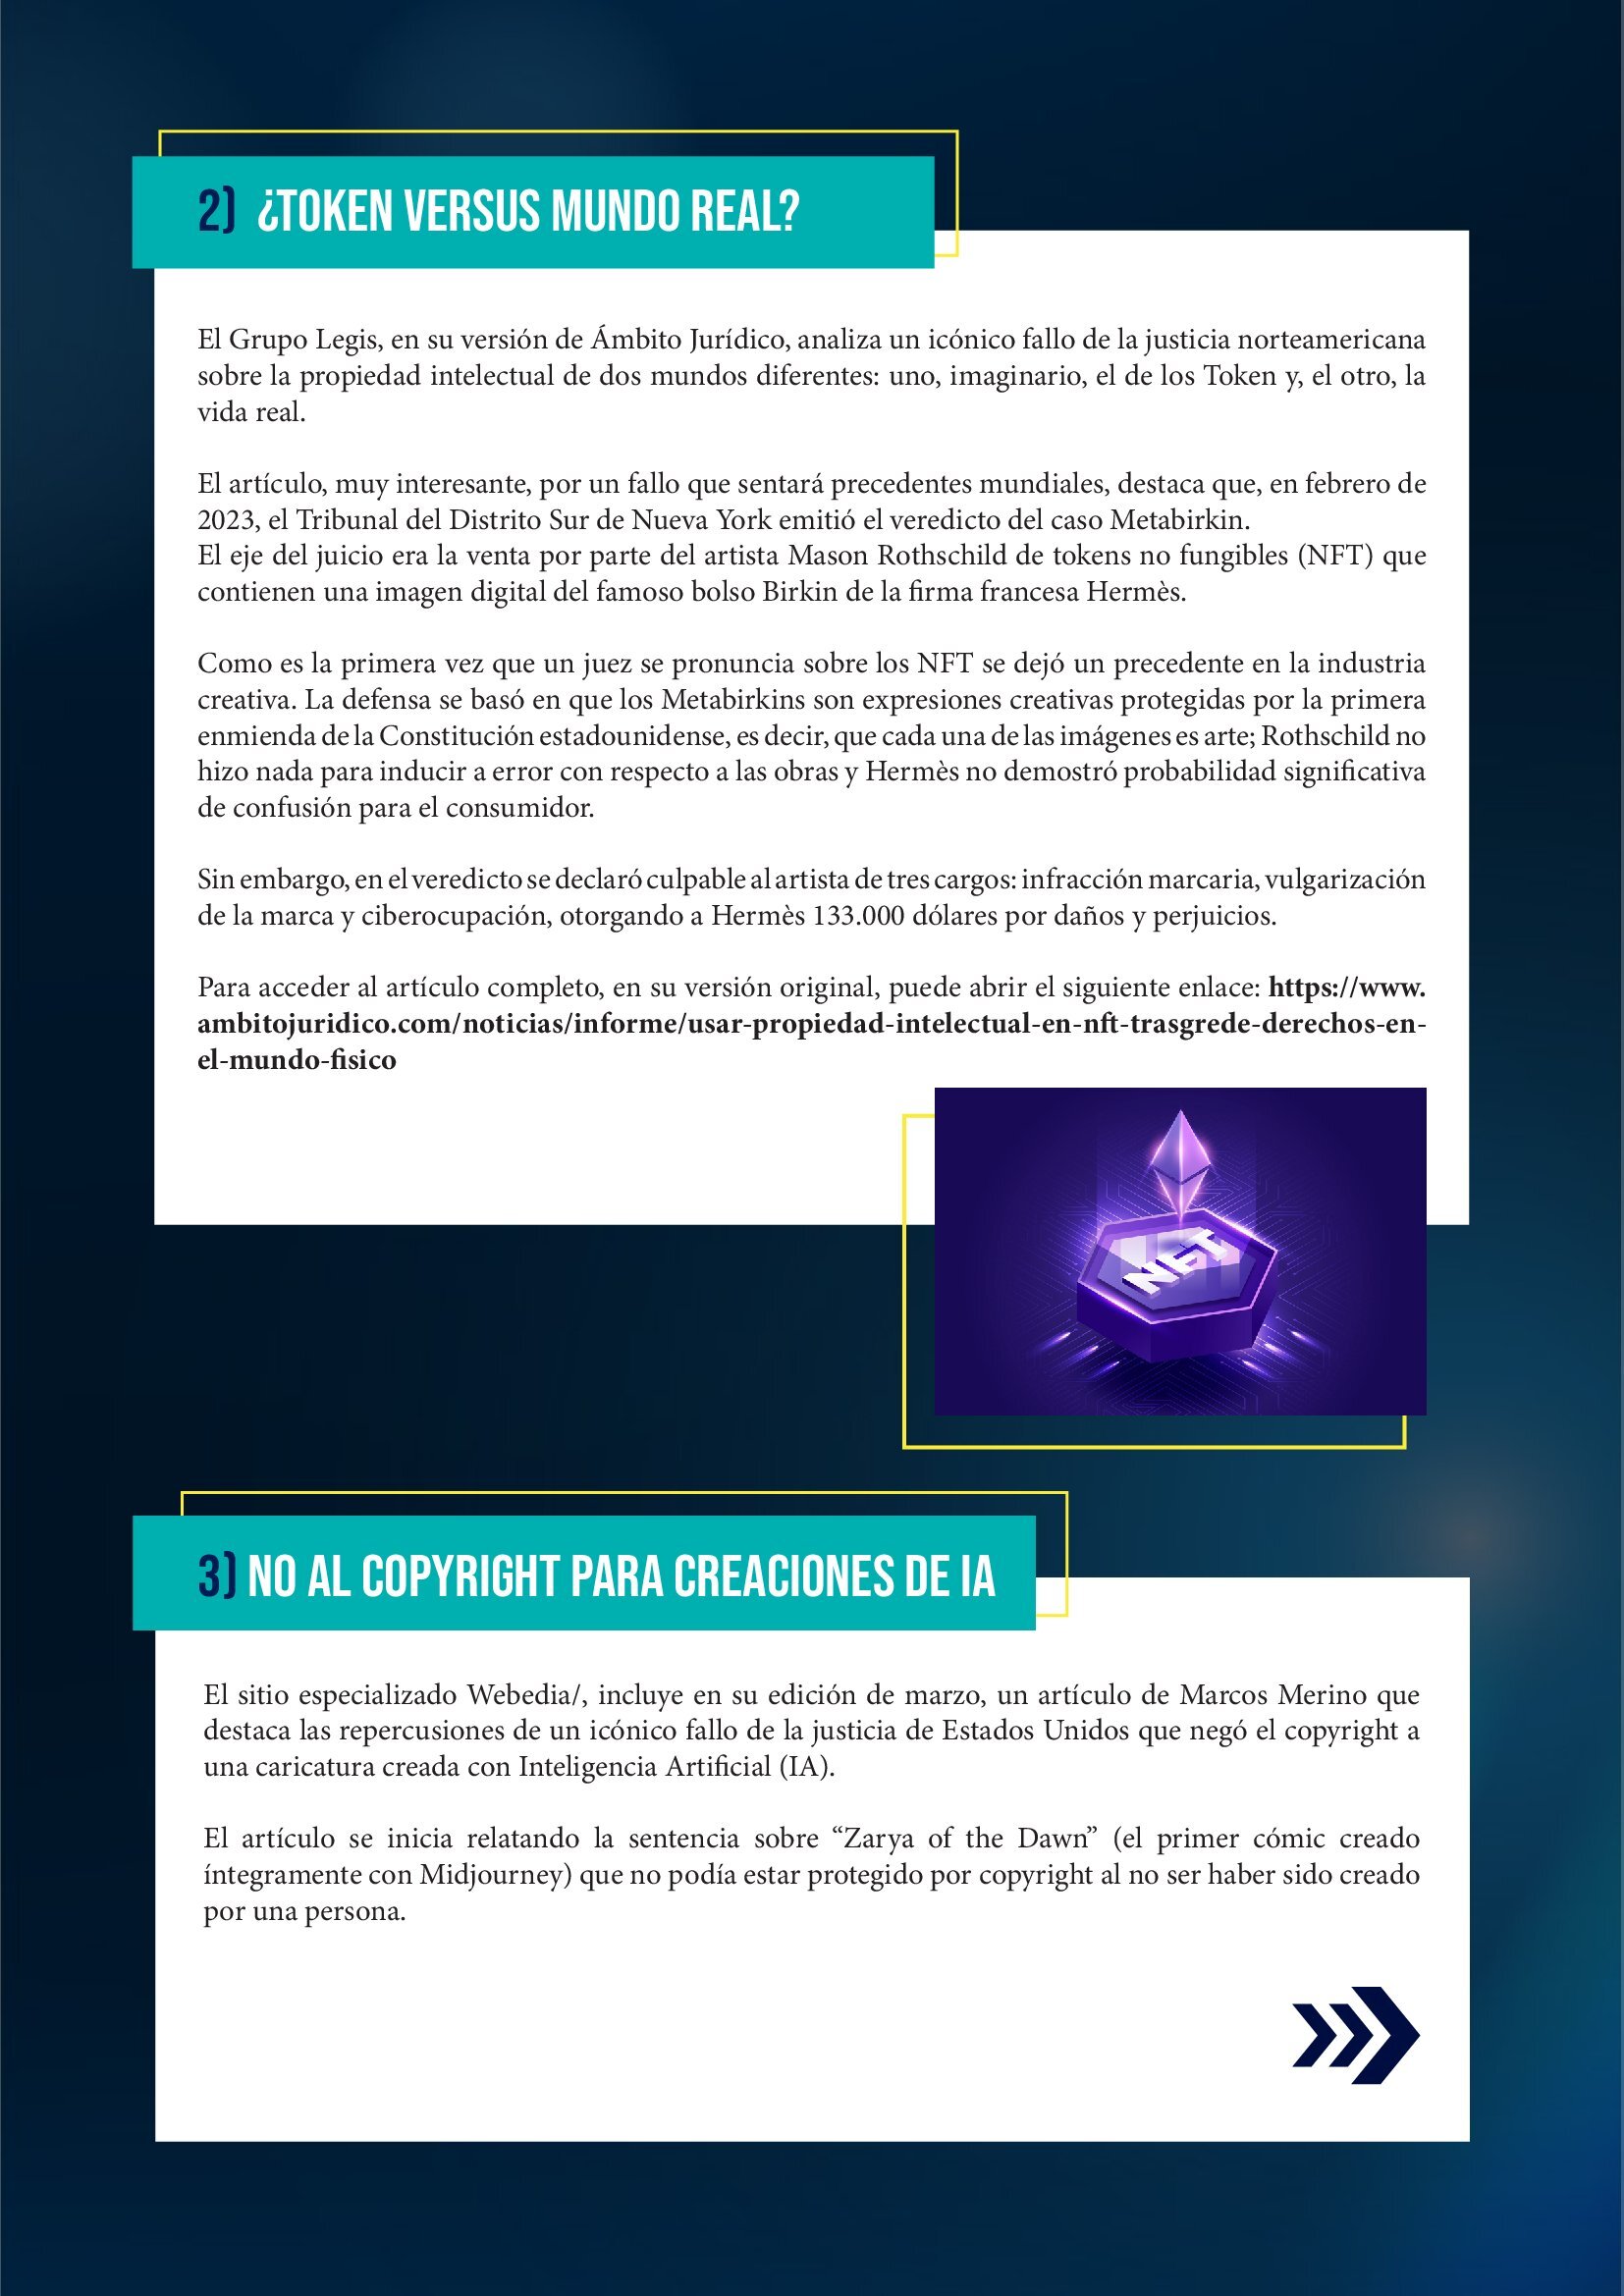 2) ¿TOKEN VERSUS MUNDO REAL?
El Grupo Legis, en su versión de Ámbito Jurídico, analiza un icónico fallo de la justicia norteamericana
sobre la propiedad intelectual de dos mundos diferentes: uno, imaginario, el de los Token y, el otro, la
vida real.
El artículo, muy interesante, por un fallo que sentará precedentes mundiales, destaca que, en febrero de
2023, el Tribunal del Distrito Sur de Nueva York emitió el veredicto del caso Metabirkin.
El eje del juicio era la venta por parte del artista Mason Rothschild de tokens no fungibles (NFT) que
contienen una imagen digital del famoso bolso Birkin de la firma francesa Hermès.
Como es la primera vez que un juez se pronuncia sobre los NFT se dejó un precedente en la industria
creativa. La defensa se basó en que los Metabirkins son expresiones creativas protegidas por la primera
enmienda de la Constitución estadounidense, es decir, que cada una de las imágenes es arte; Rothschild no
hizo nada para inducir a error con respecto a las obras y Hermès no demostró probabilidad significativa
de confusión para el consumidor.
Sin embargo, en el veredicto se declaró culpable al artista de tres cargos: infracción marcaria, vulgarización
de la marca y ciberocupación, otorgando a Hermès 133.000 dólares por daños y perjuicios.
Para acceder al artículo completo, en su versión original, puede abrir el siguiente enlace: https://www.
ambitojuridico.com/noticias/informe/usar-propiedad-intelectual-en-nft-trasgrede-derechos-en-
el-mundo-fisico
NFT
3) NO AL COPYRIGHT PARA CREACIONES DE IA
El sitio especializado Webedia/, incluye en su edición de marzo, un artículo de Marcos Merino que
destaca las repercusiones de un icónico fallo de la justicia de Estados Unidos que negó el copyright a
una caricatura creada con Inteligencia Artificial (IA).
El artículo se inicia relatando la sentencia sobre “Zarya of the Dawn” (el primer cómic creado
íntegramente con Midjourney) que no podía estar protegido por copyright al no ser haber sido creado
por una persona.